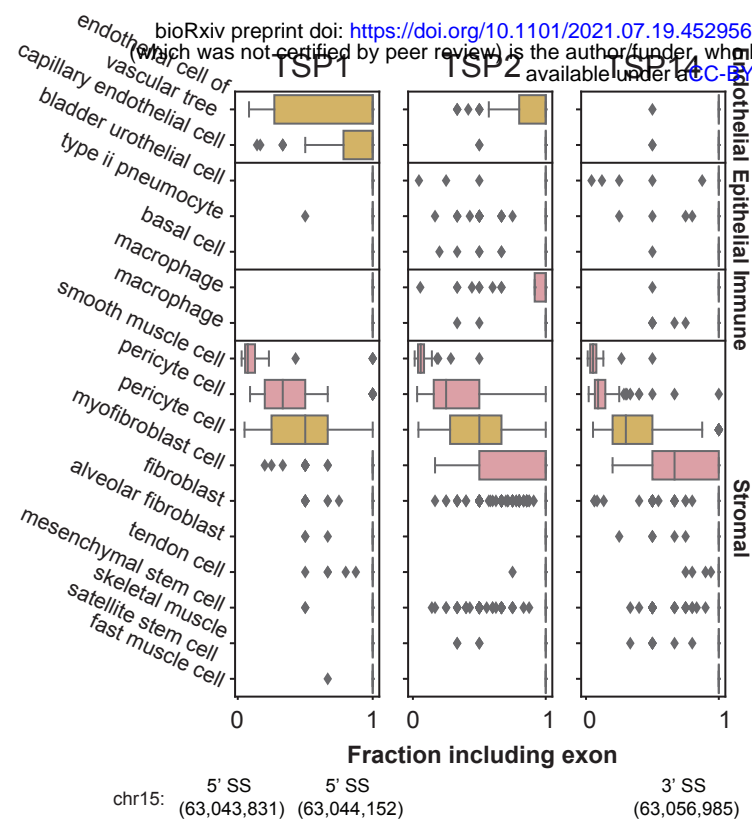 bioRxiv preprint doi: https://doi.org/10.1101/2021.07.19.452956
(which was not certified by peer review) is the author/funder, who
available under aCC-BY
TSP1 TSP2 TSP14
endothelial cell of
vascular tree
capillary endothelial cell
bladder urothelial cell
type ii pneumocyte
basal cell
macrophage
macrophage
smooth muscle cell
pericyte cell
pericyte cell
myofibroblast cell
fibroblast
alveolar fibroblast
tendon cell
mesenchymal stem cell
skeletal muscle
satellite stem cell
fast muscle cell
Endothelial Epithelial Immune
Stromal
0 1 0 1 0 1
Fraction including exon
5' SS 5' SS 3' SS
chr15: (63,043,831) (63,044,152) (63,056,985)